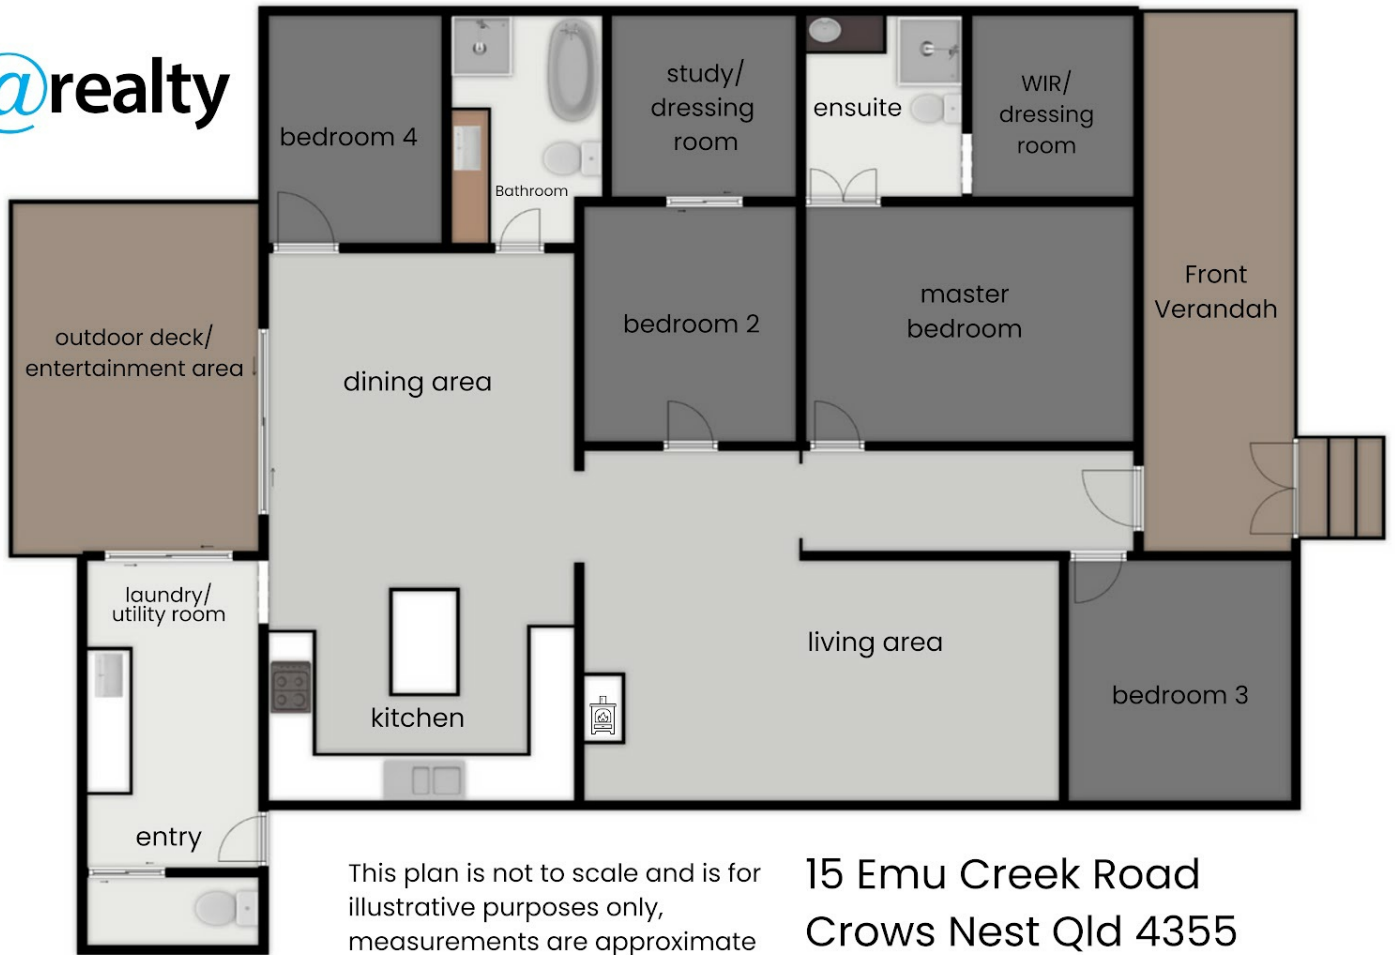 @realty
bedroom 4
Bathroom
study/
dressing
room
ensuite
WIR/
dressing
room
outdoor deck/
entertainment area
dining area
bedroom 2
master
bedroom
Front
Verandah
laundry/
utility room
kitchen
living area
bedroom 3
entry
This plan is not to scale and is for
illustrative purposes only,
measurements are approximate
15 Emu Creek Road
Crows Nest Qld 4355